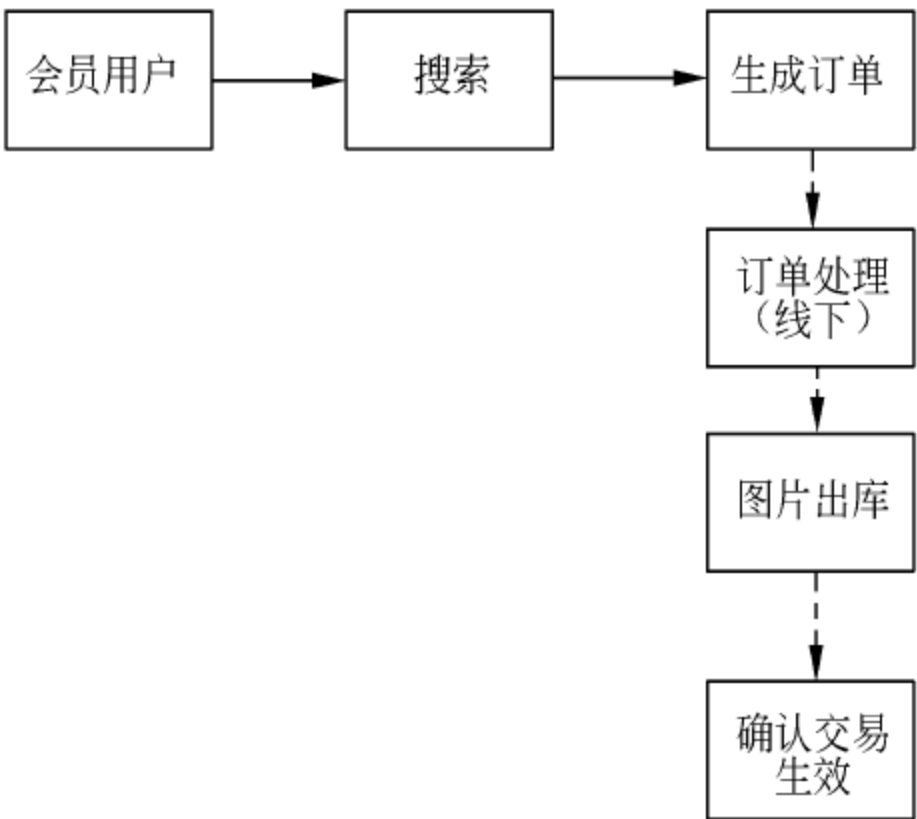 会员用户
搜索
生成订单
订单处理
（线下）
图片出库
确认交易
生效